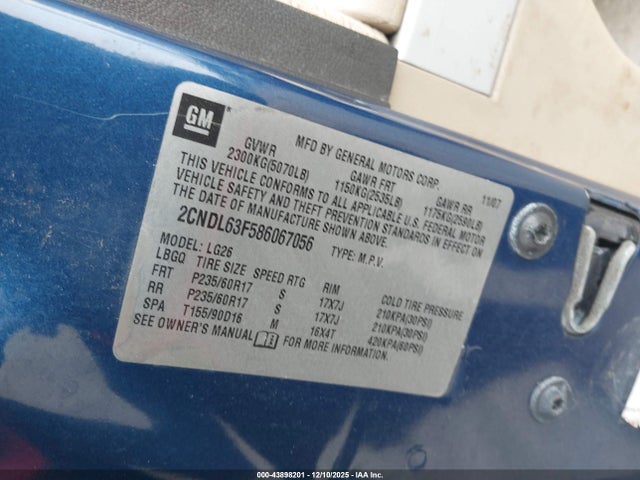 GM
MFD BY GENERAL MOTORS CORP. 11/07
GVWR GAWR FRT GAWR RR
2300KG(5070LB) 1150KG(2535LB) 1175KG(2590LB)
THIS VEHICLE CONFORMS TO ALL APPLICABLE U.S. FEDERAL MOTOR
VEHICLE SAFETY AND THEFT PREVENTION STANDARDS IN EFFECT ON
THE DATE OF MANUFACTURE SHOWN ABOVE.
2CNDL63F586067056 TYPE: M.P.V.
MODEL: LG26
LBGQ TIRE SIZE SPEED RTG RIM COLD TIRE PRESSURE
FRT P235/60R17 S 17X7J 210KPA(30PSI)
RR P235/60R17 S 17X7J 210KPA(30PSI)
SPA T155/90D16 M 16X4T 420KPA(60PSI)
SEE OWNER'S MANUAL FOR MORE INFORMATION.
000-43898201 - 12/10/2025 - IAAI, Inc.